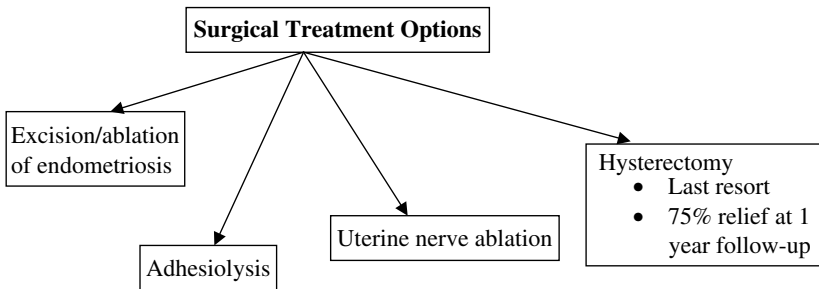 Surgical Treatment Options
Excision/ablation
of endometriosis
Adhesiolysis
Uterine nerve ablation
Hysterectomy
• Last resort
• 75% relief at 1
year follow-up